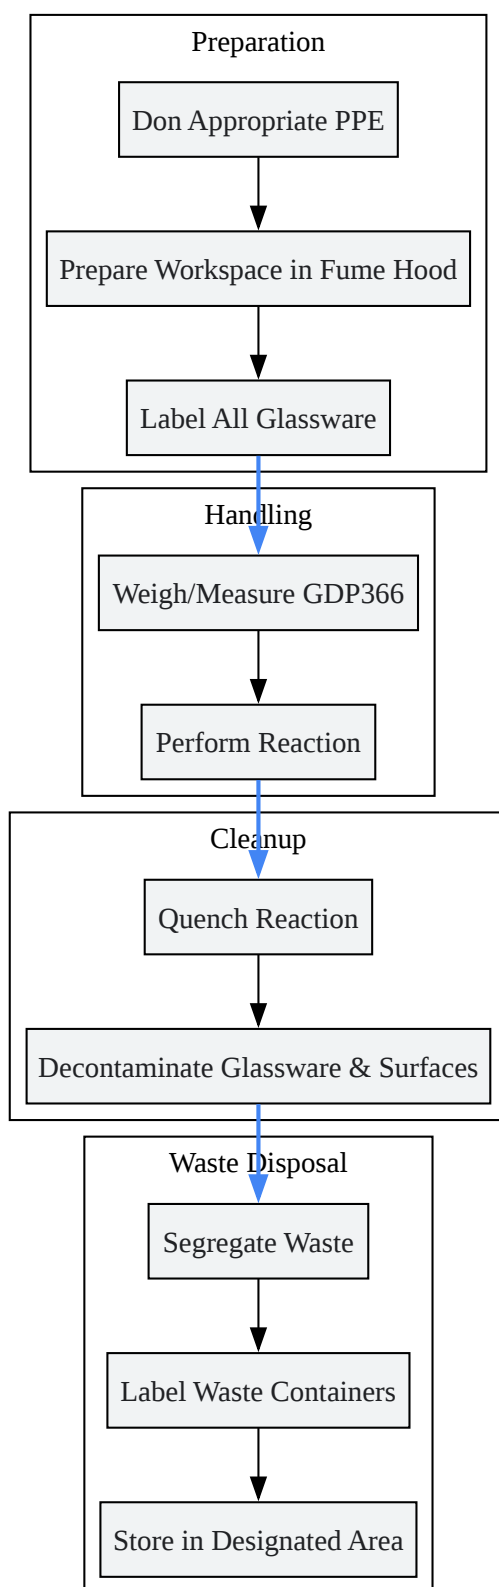 Preparation
Don Appropriate PPE
Prepare Workspace in Fume Hood
Label All Glassware
Handling
Weigh/Measure GDP366
Perform Reaction
Cleanup
Quench Reaction
Decontaminate Glassware & Surfaces
Waste Disposal
Segregate Waste
Label Waste Containers
Store in Designated Area